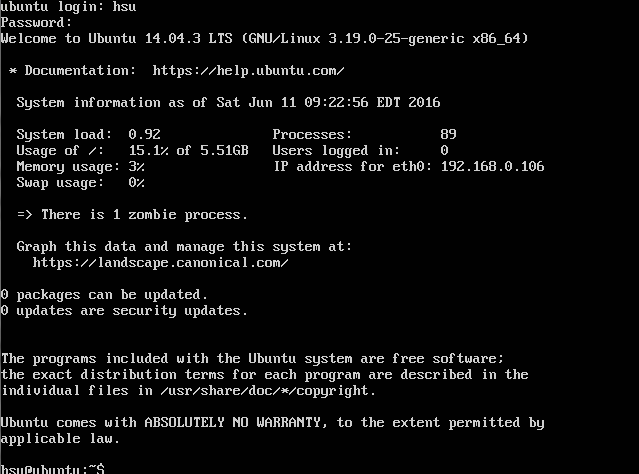 ubuntu login: hsu
Password:
Welcome to Ubuntu 14.04.3 LTS (GNU/Linux 3.19.0-25-generic x86_64)
* Documentation:  https://help.ubuntu.com/
System information as of Sat Jun 11 09:22:56 EDT 2016
System load:  0.92              Processes:           89
Usage of /:   15.1% of 5.51GB   Users logged in:     0
Memory usage: 3%                IP address for eth0: 192.168.0.106
Swap usage:   0%
=> There is 1 zombie process.
Graph this data and manage this system at:
https://landscape.canonical.com/
0 packages can be updated.
0 updates are security updates.
The programs included with the Ubuntu system are free software;
the exact distribution terms for each program are described in the
individual files in /usr/share/doc/*/copyright.
Ubuntu comes with ABSOLUTELY NO WARRANTY, to the extent permitted by
applicable law.
hsu@ubuntu:~$